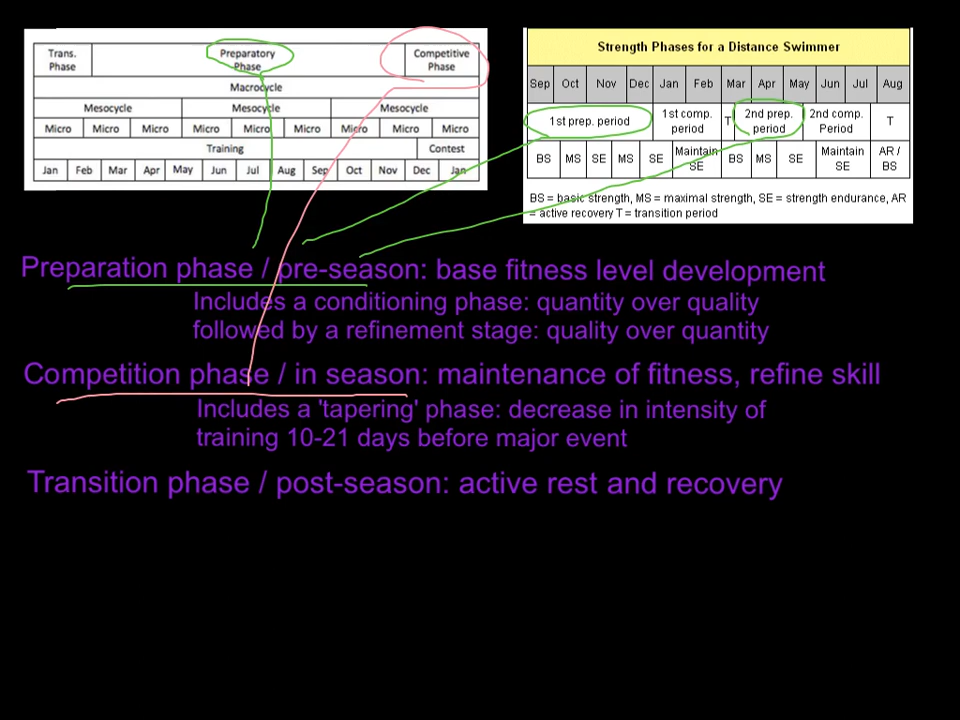 Trans. Phase
Preparatory Phase
Competitive Phase
Macrocycle
Mesocycle Mesocycle Mesocycle
Micro Micro Micro Micro Micro Micro Micro Micro Micro
Training Contest
Jan Feb Mar Apr May Jun Jul Aug Sep Oct Nov Dec Jan
Strength Phases for a Distance Swimmer
Sep Oct Nov Dec Jan Feb Mar Apr May Jun Jul Aug
1st prep. period
1st comp. period
T
2nd prep. period
2nd comp. Period
T
BS MS SE MS SE Maintain SE BS MS SE Maintain SE AR / BS
BS = basic strength, MS = maximal strength, SE = strength endurance, AR
= active recovery T = transition period
Preparation phase / pre-season: base fitness level development
Includes a conditioning phase: quantity over quality
followed by a refinement stage: quality over quantity
Competition phase / in season: maintenance of fitness, refine skill
Includes a 'tapering' phase: decrease in intensity of
training 10-21 days before major event
Transition phase / post-season: active rest and recovery